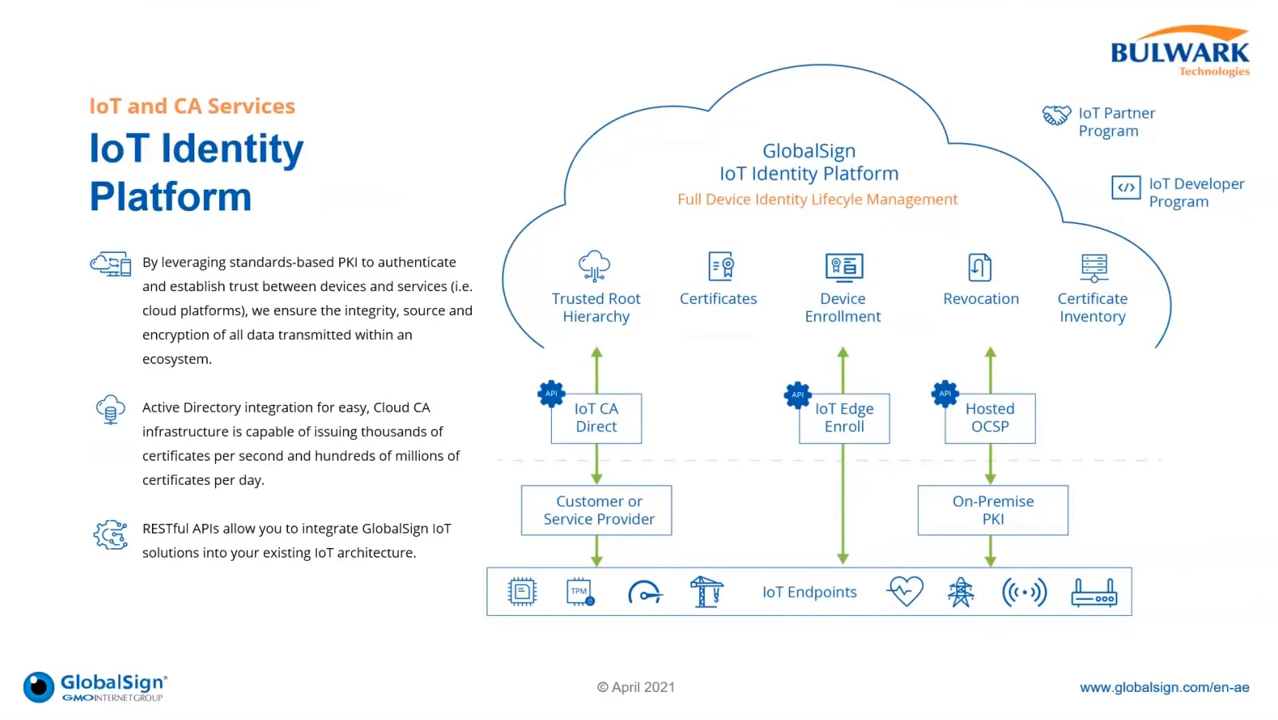 BULWARK
Technologies
IoT and CA Services
IoT Identity
Platform
By leveraging standards-based PKI to authenticate
and establish trust between devices and services (i.e.
cloud platforms), we ensure the integrity, source and
encryption of all data transmitted within an
ecosystem.
Active Directory integration for easy, Cloud CA
infrastructure is capable of issuing thousands of
certificates per second and hundreds of millions of
certificates per day.
RESTful APIs allow you to integrate GlobalSign IoT
solutions into your existing IoT architecture.
GlobalSign
IoT Identity Platform
Full Device Identity Lifecyle Management
IoT Partner
Program
IoT Developer
Program
Trusted Root
Hierarchy
Certificates
Device
Enrollment
Revocation
Certificate
Inventory
API
IoT CA
Direct
API
IoT Edge
Enroll
API
Hosted
OCSP
Customer or
Service Provider
On-Premise
PKI
TPM
IoT Endpoints
GlobalSign
GMO INTERNET GROUP
© April 2021
www.globalsign.com/en-ae